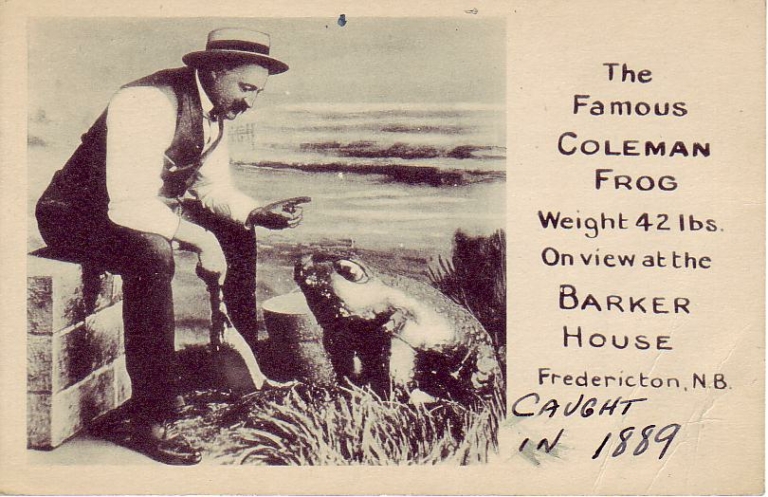 The
Famous
COLEMAN
FROG
Weight 42 lbs.
On view at the
BARKER
HOUSE
Fredericton, N.B.
CAUGHT
IN 1889